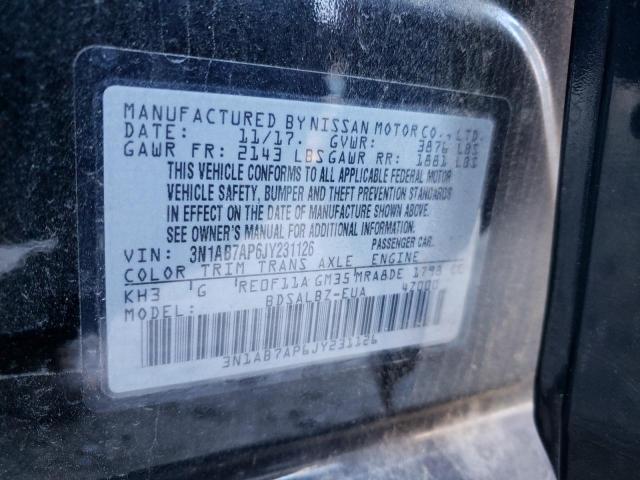 MANUFACTURED BY NISSAN MOTOR CO., LTD.
DATE: 11/17. GVWR: 3876 LBS
GAWR FR: 2143 LBS GAWR RR: 1881 LBS
THIS VEHICLE CONFORMS TO ALL APPLICABLE FEDERAL MOTOR
VEHICLE SAFETY, BUMPER AND THEFT PREVENTION STANDARDS
IN EFFECT ON THE DATE OF MANUFACTURE SHOWN ABOVE.
SEE OWNER'S MANUAL FOR ADDITIONAL INFORMATION.
VIN: 3N1AB7AP6JY231126 PASSENGER CAR.
COLOR TRIM TRANS AXLE ENGINE
KH3 G RE0F11A GM35 MRA8DE 1798 CC
MODEL: BDSALB7-EUA 47000
3N1AB7AP6JY231126